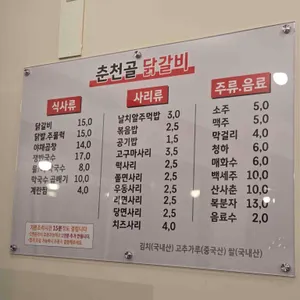 춘천골 닭갈비
식사류
닭갈비 15,0
닭발.주물럭 15,0
야채곱창 14,0
쟁반국수 17,0
물 8,0
막국수 곱빼기 10,0
계란찜 4,0
사리류
날치알주먹밥 3,0
볶음밥 2,5
공기밥 1,5
고구마사리 3,5
떡사리 2,5
쫄면사리 2,5
우동사리 2,5
라면사리 2,5
당면사리 2,5
치즈사리 4,0
주류.음료
소주 5,0
맥주 5,0
막걸리 4,0
청하 6,0
매화수 6,0
백세주 10,0
산사춘 10,0
복분자 13,0
음료수 2,0
김치(국내산) 고추가루(중국산) 쌀(국내산)